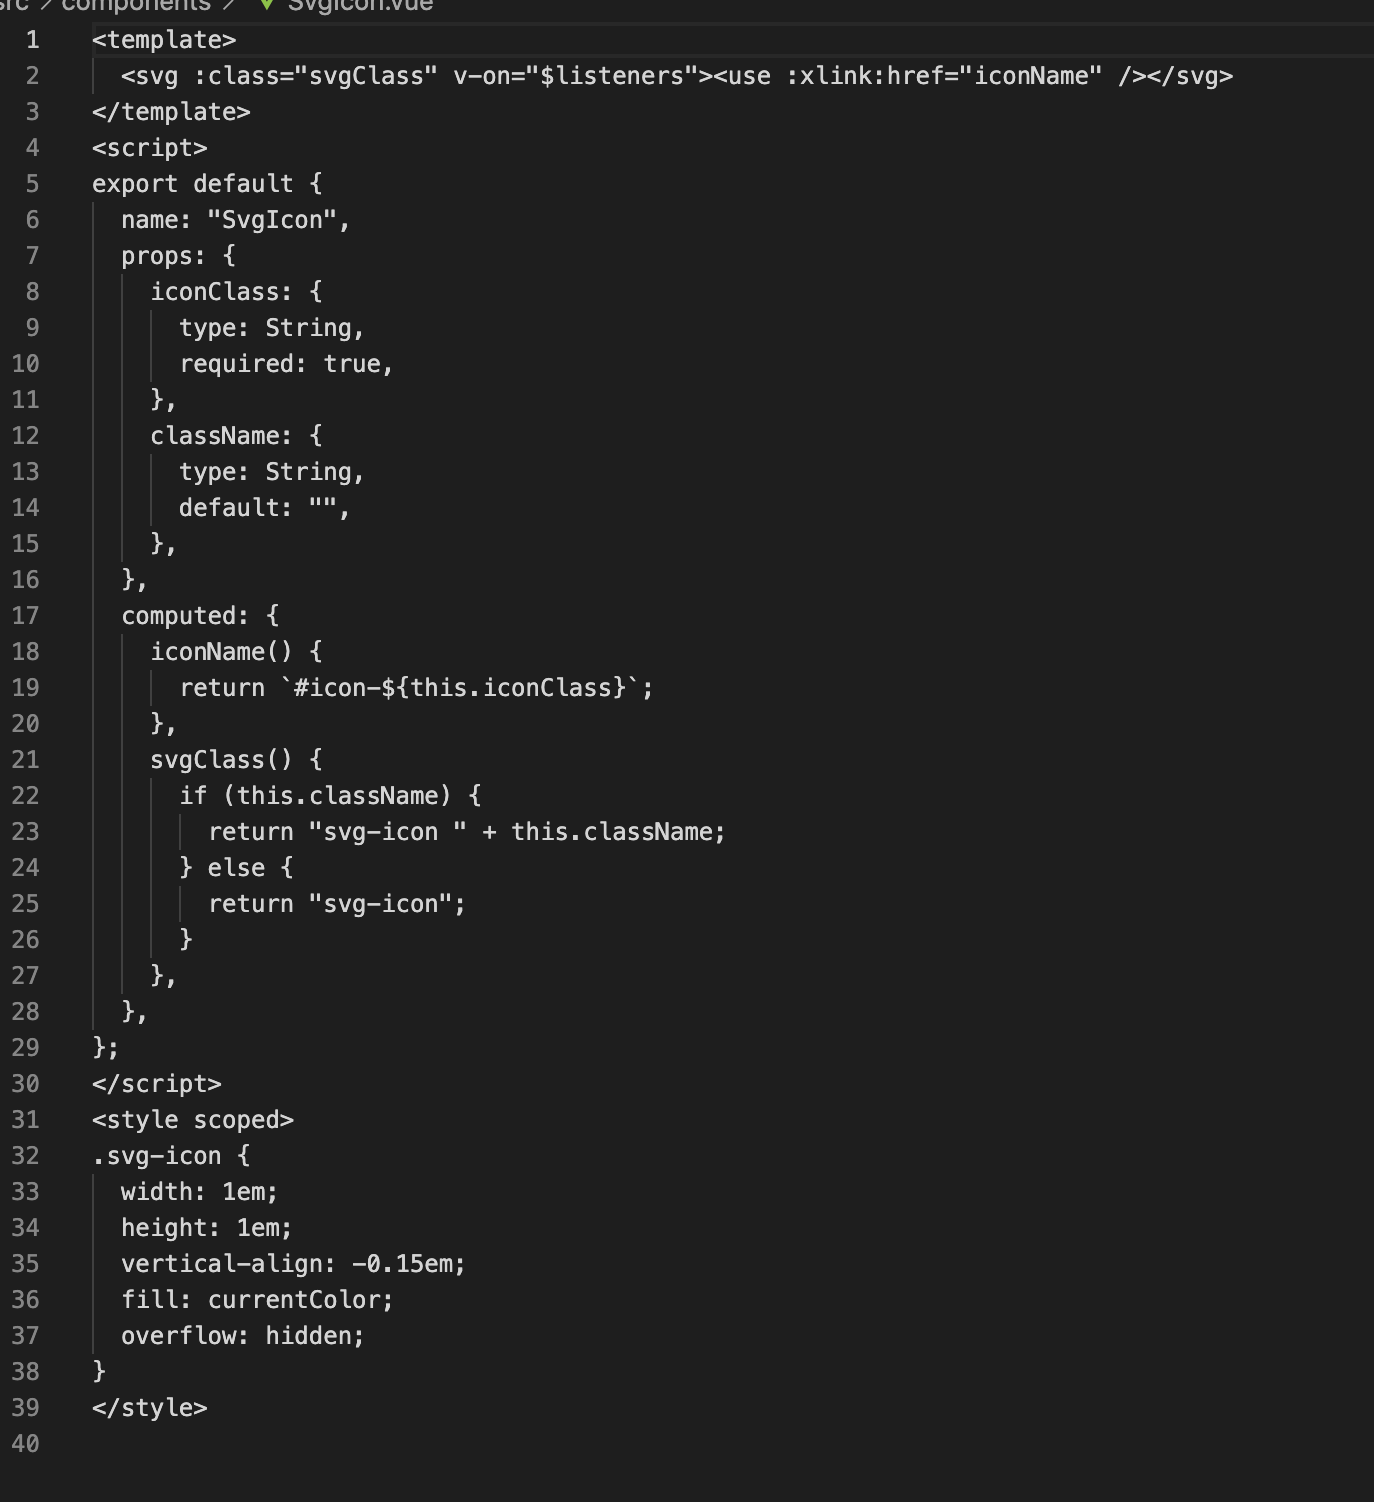 src > components > SvgIcon.vue
1 <template>
2 <svg :class="svgClass" v-on="$listeners"><use :xlink:href="iconName" /></svg>
3 </template>
4 <script>
5 export default {
6 name: "SvgIcon",
7 props: {
8 iconClass: {
9 type: String,
10 required: true,
11 },
12 className: {
13 type: String,
14 default: "",
15 },
16 },
17 computed: {
18 iconName() {
19 return `#icon-${this.iconClass}`;
20 },
21 svgClass() {
22 if (this.className) {
23 return "svg-icon " + this.className;
24 } else {
25 return "svg-icon";
26 }
27 },
28 },
29 };
30 </script>
31 <style scoped>
32 .svg-icon {
33 width: 1em;
34 height: 1em;
35 vertical-align: -0.15em;
36 fill: currentColor;
37 overflow: hidden;
38 }
39 </style>
40